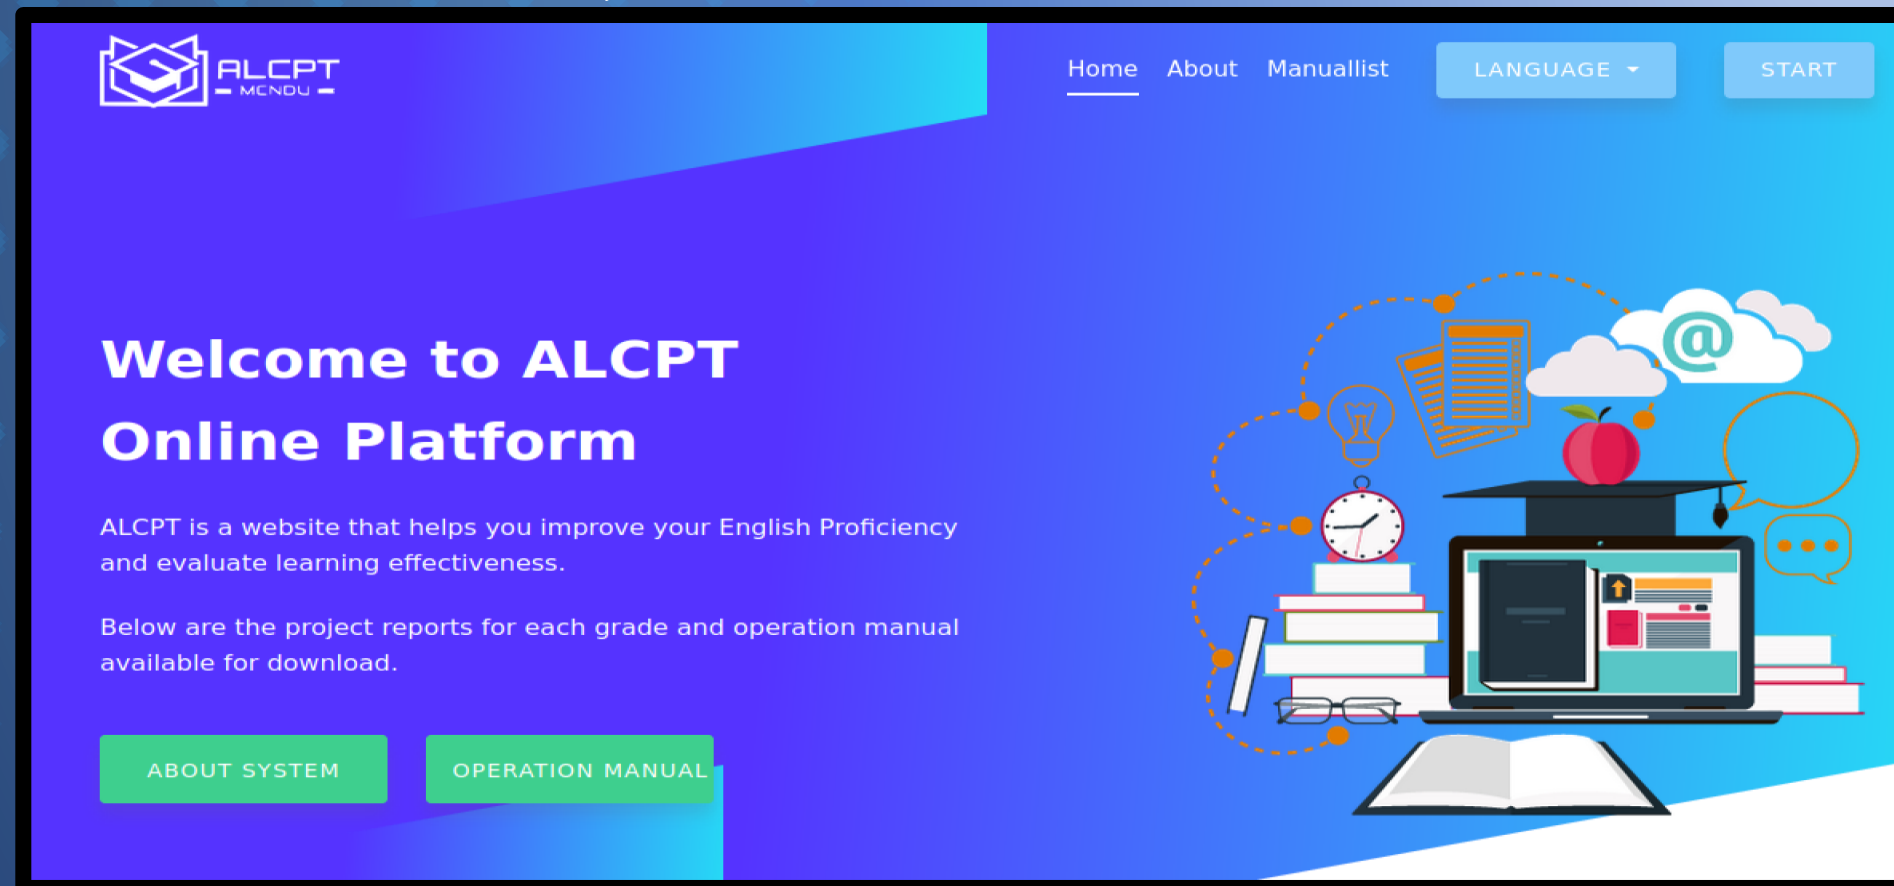 ALCPT
MCNDU
Home About Manuallist LANGUAGE START
Welcome to ALCPT
Online Platform
ALCPT is a website that helps you improve your English Proficiency
and evaluate learning effectiveness.
Below are the project reports for each grade and operation manual
available for download.
ABOUT SYSTEM OPERATION MANUAL
@